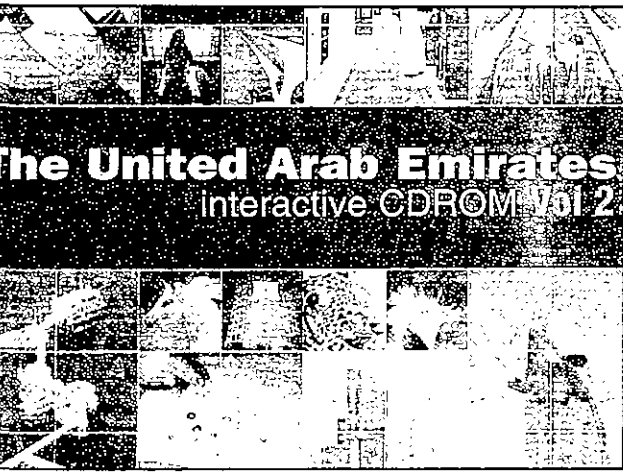 The United Arab Emirates
interactive CDROM Vol 2